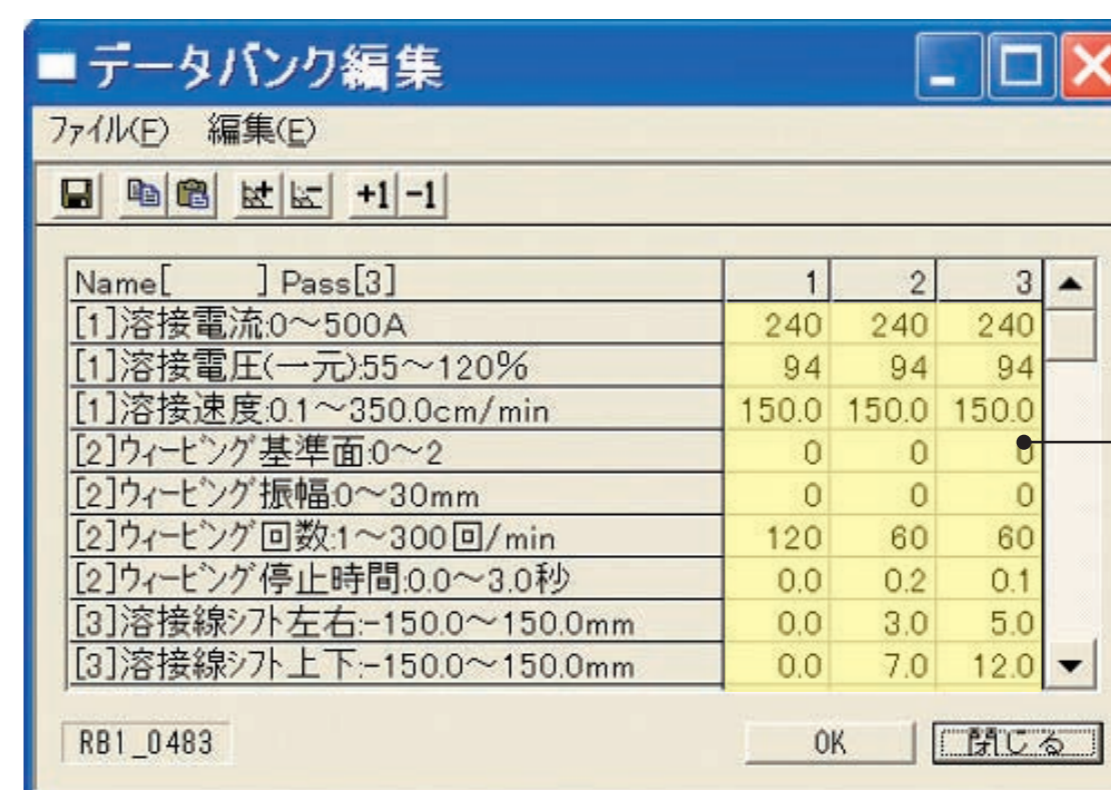 データバンク編集
ファイル(F) 編集(E)
+1 -1
Name[ ] Pass[3] 1 2 3
[1]溶接電流:0～500A 240 240 240
[1]溶接電圧(一元):55～120% 94 94 94
[1]溶接速度:0.1～350.0cm/min 150.0 150.0 150.0
[2]ウィービング基準面:0～2 0 0 0
[2]ウィービング振幅:0～30mm 0 0 0
[2]ウィービング回数:1～300回/min 120 60 60
[2]ウィービング停止時間:0.0～3.0秒 0.0 0.2 0.1
[3]溶接線シフト左右:-150.0～150.0mm 0.0 3.0 5.0
[3]溶接線シフト上下:-150.0～150.0mm 0.0 7.0 12.0
RB1_0483 OK 閉じる